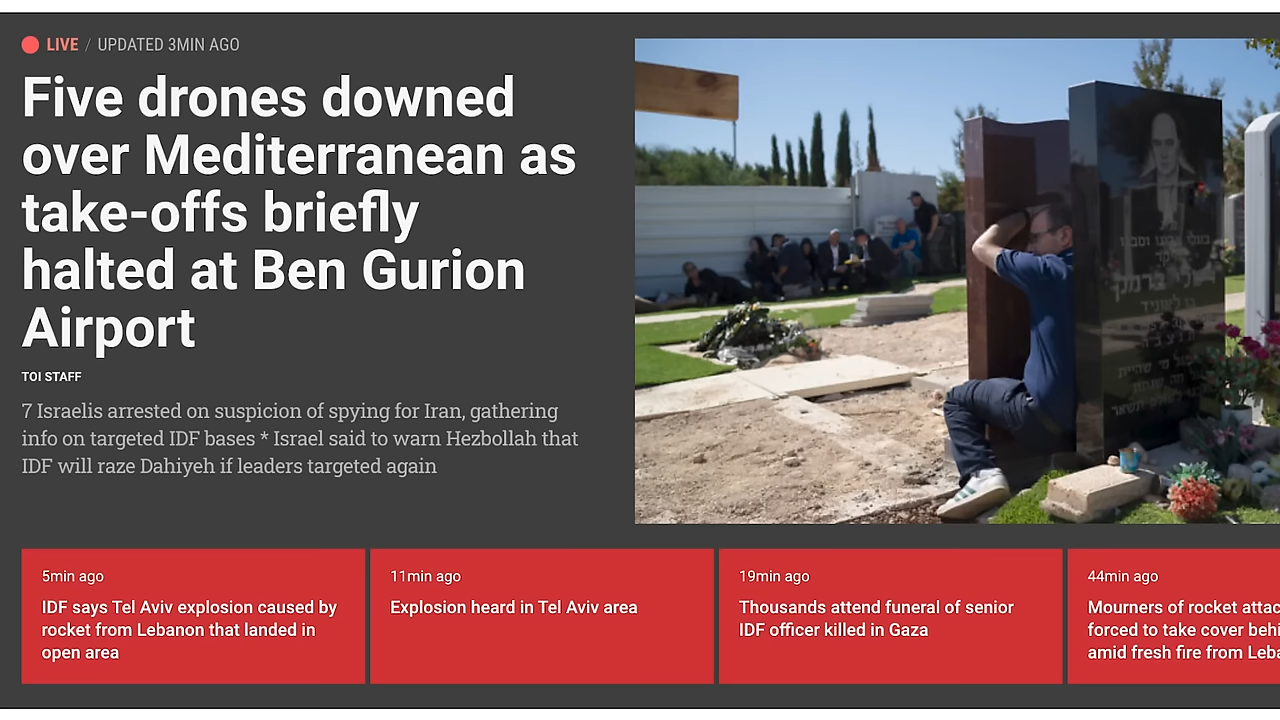 LIVE / UPDATED 3MIN AGO
Five drones downed
over Mediterranean as
take-offs briefly
halted at Ben Gurion
Airport
TOI STAFF
7 Israelis arrested on suspicion of spying for Iran, gathering
info on targeted IDF bases * Israel said to warn Hezbollah that
IDF will raze Dahiyeh if leaders targeted again
5min ago
IDF says Tel Aviv explosion caused by
rocket from Lebanon that landed in
open area
11min ago
Explosion heard in Tel Aviv area
19min ago
Thousands attend funeral of senior
IDF officer killed in Gaza
44min ago
Mourners of rocket attac
forced to take cover behi
amid fresh fire from Leba